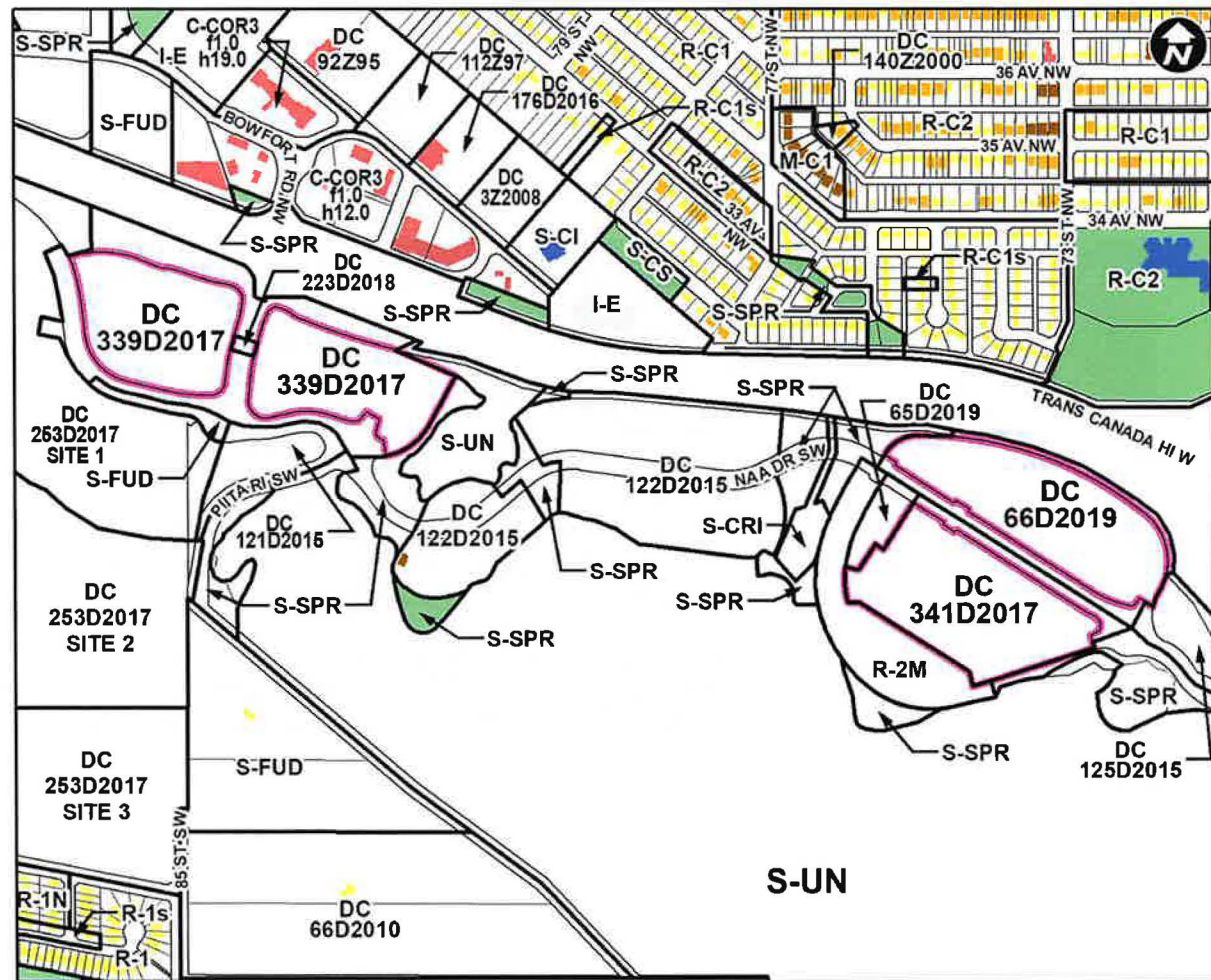 S-SPR
I-E
C-COR3
f1.0
h19.0
DC
92Z95
DC
112Z97
DC
176D2016
79 ST NW
R-C1
77 ST NW
DC
140Z2000
36 AV NW
N
S-FUD
BOWFORT RD NW
C-COR3
f1.0
h12.0
R-C1s
R-C2
35 AV NW
R-C1
M-C1
DC
3Z2008
R-C2
33 AV NW
34 AV NW
73 ST NW
S-SPR
S-CI
S-CS
R-C1s
R-C2
DC
223D2018
S-SPR
I-E
S-SPR
DC
339D2017
DC
339D2017
S-SPR
S-SPR
DC
65D2019
TRANS CANADA HI W
DC
253D2017
SITE 1
S-FUD
S-UN
DC
122D2015
NAA DR SW
DC
66D2019
PIITA RI SW
DC
121D2015
DC
122D2015
S-CRI
S-SPR
DC
341D2017
S-SPR
S-SPR
S-SPR
DC
253D2017
SITE 2
R-2M
S-SPR
S-SPR
DC
125D2015
DC
253D2017
SITE 3
S-FUD
85 ST SW
S-UN
R-1N
R-1s
R-1
DC
66D2010